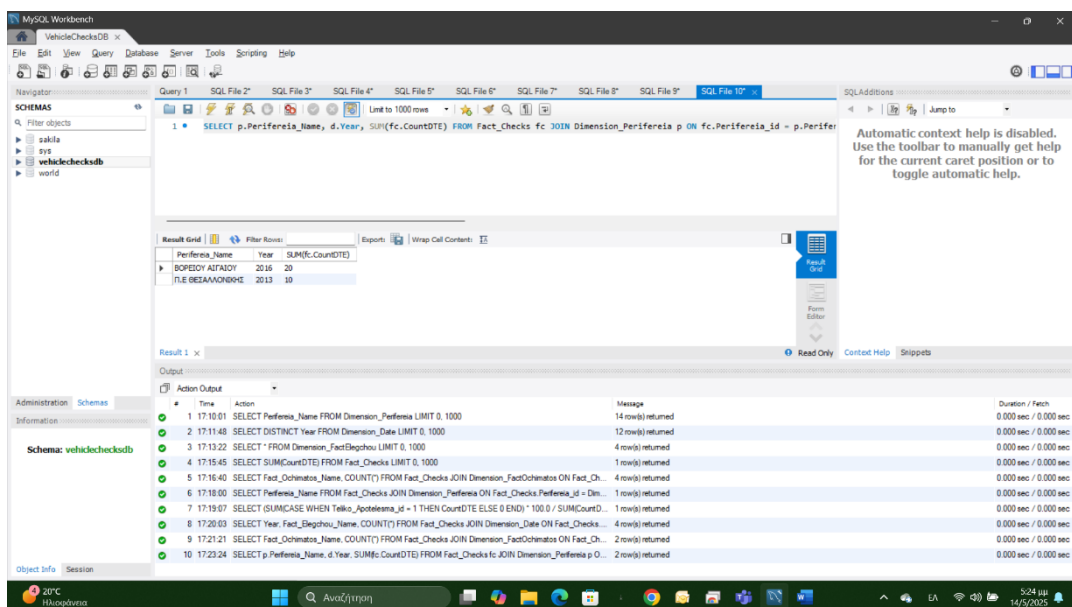 MySQL Workbench
VehicleChecksDB ×
File Edit View Query Database Server Tools Scripting Help
Navigator
SCHEMAS
Filter objects
sakila
sys
vehiclechecksdb
world
Administration Schemas
Information
Schema: vehiclechecksdb
Object Info Session
Query 1 SQL File 2* SQL File 3* SQL File 4* SQL File 5* SQL File 6* SQL File 7* SQL File 8* SQL File 9* SQL File 10* ×
Limit to 1000 rows
1 SELECT p.Perifereia_Name, d.Year, SUM(fc.CountDTE) FROM Fact_Checks fc JOIN Dimension_Perifereia p ON fc.Perifereia_id = p.Perifer
Result Grid Filter Rows: Export: Wrap Cell Content:
Perifereia_Name Year SUM(fc.CountDTE)
ΒΟΡΕΙΟΥ ΑΙΓΑΙΟΥ 2016 20
Π.Ε ΘΕΣΣΑΛΟΝΙΚΗΣ 2013 10
Result Grid
Form Editor
Result 1 ×
Read Only
SQLAdditions
Jump to
Automatic context help is disabled.
Use the toolbar to manually get help
for the current caret position or to
toggle automatic help.
Context Help Snippets
Output
Action Output
# Time Action Message Duration / Fetch
1 17:10:01 SELECT Perifereia_Name FROM Dimension_Perifereia LIMIT 0, 1000 14 row(s) returned 0.000 sec / 0.000 sec
2 17:11:48 SELECT DISTINCT Year FROM Dimension_Date LIMIT 0, 1000 12 row(s) returned 0.000 sec / 0.000 sec
3 17:13:22 SELECT * FROM Dimension_FactElegchou LIMIT 0, 1000 4 row(s) returned 0.000 sec / 0.000 sec
4 17:15:45 SELECT SUM(CountDTE) FROM Fact_Checks LIMIT 0, 1000 1 row(s) returned 0.000 sec / 0.000 sec
5 17:16:40 SELECT Fact_Ochimatos_Name, COUNT(*) FROM Fact_Checks JOIN Dimension_FactOchimatos ON Fact_Ch... 4 row(s) returned 0.000 sec / 0.000 sec
6 17:18:00 SELECT Perifereia_Name FROM Fact_Checks JOIN Dimension_Perifereia ON Fact_Checks.Perifereia_id = Dim... 1 row(s) returned 0.000 sec / 0.000 sec
7 17:19:07 SELECT (SUM(CASE WHEN Teliko_Apotelesma_id = 1 THEN CountDTE ELSE 0 END) * 100.0 / SUM(CountD... 1 row(s) returned 0.000 sec / 0.000 sec
8 17:20:03 SELECT Year, Fact_Elegchou_Name, COUNT(*) FROM Fact_Checks JOIN Dimension_Date ON Fact_Checks.... 4 row(s) returned 0.000 sec / 0.000 sec
9 17:21:21 SELECT Fact_Ochimatos_Name, COUNT(*) FROM Fact_Checks JOIN Dimension_FactOchimatos ON Fact_Ch... 2 row(s) returned 0.000 sec / 0.000 sec
10 17:23:24 SELECT p.Perifereia_Name, d.Year, SUM(fc.CountDTE) FROM Fact_Checks fc JOIN Dimension_Perifereia p O... 2 row(s) returned 0.000 sec / 0.000 sec
4
20°C
Ηλιοφάνεια
Αναζήτηση
ΕΛ
5:24 μμ
14/5/2025